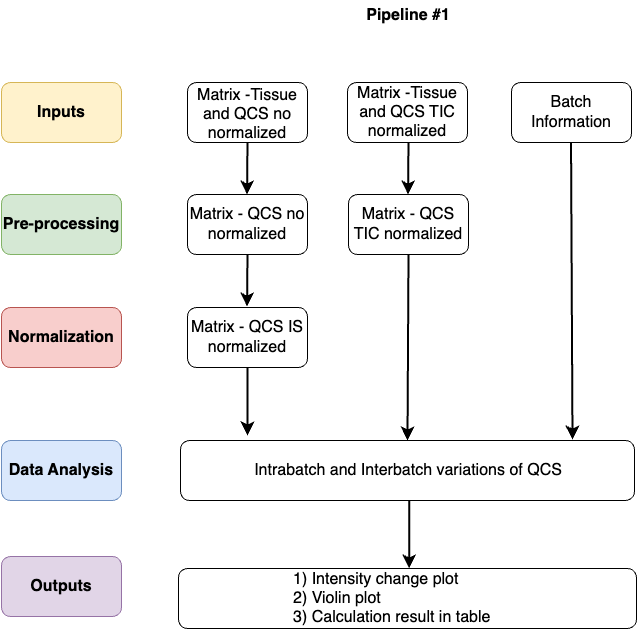 Pipeline #1
Inputs
Matrix -Tissue
and QCS no
normalized
Matrix -Tissue
and QCS TIC
normalized
Batch
Information
Pre-processing
Matrix - QCS no
normalized
Matrix - QCS
TIC normalized
Normalization
Matrix - QCS IS
normalized
Data Analysis
Intrabatch and Interbatch variations of QCS
Outputs
1) Intensity change plot
2) Violin plot
3) Calculation result in table